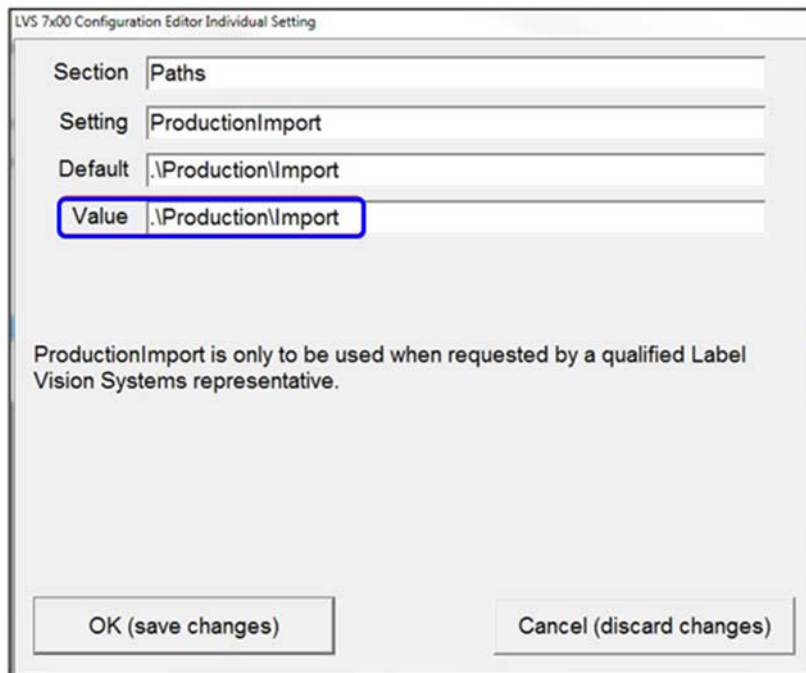 LVS 7x00 Configuration Editor Individual Setting
Section Paths
Setting ProductionImport
Default .\Production\Import
Value .\Production\Import
ProductionImport is only to be used when requested by a qualified Label
Vision Systems representative.
OK (save changes) Cancel (discard changes)